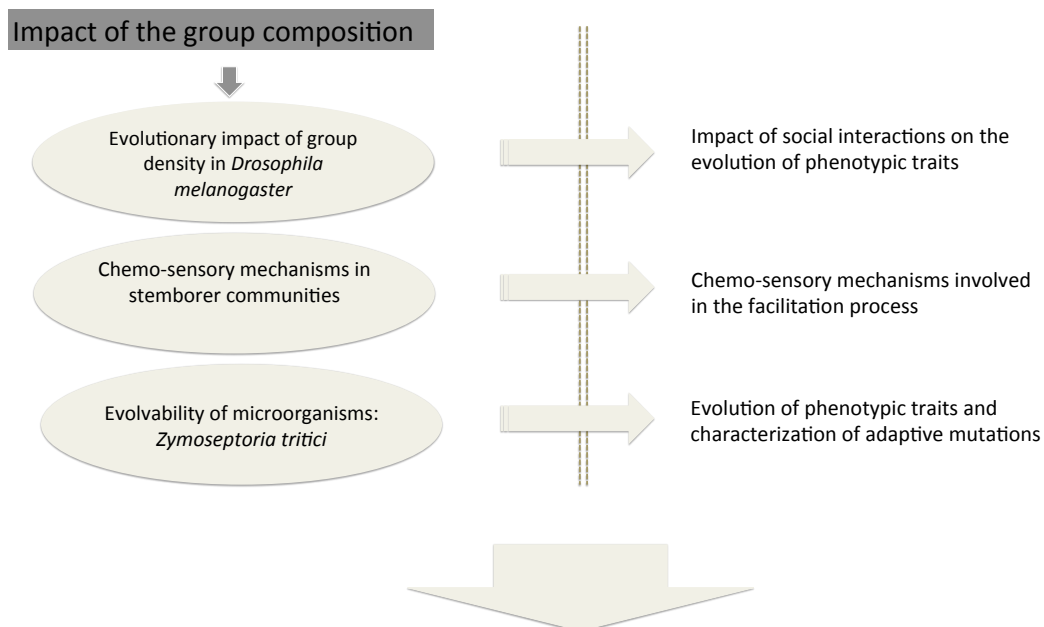 Impact of the group composition
Evolutionary impact of group
density in Drosophila
melanogaster
Impact of social interactions on the
evolution of phenotypic traits
Chemo-sensory mechanisms in
stemborer communities
Chemo-sensory mechanisms involved
in the facilitation process
Evolvability of microorganisms:
Zymoseptoria tritici
Evolution of phenotypic traits and
characterization of adaptive mutations